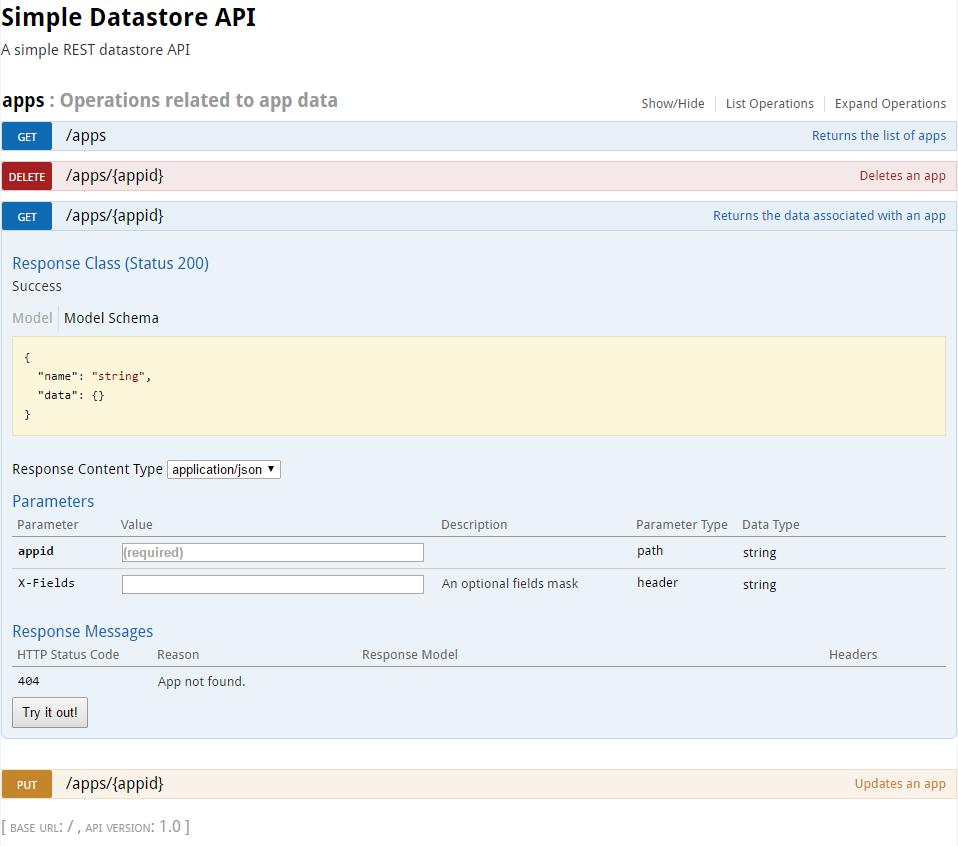 Simple Datastore API
A simple REST datastore API
apps : Operations related to app data
Show/Hide List Operations Expand Operations
GET /apps Returns the list of apps
DELETE /apps/{appid} Deletes an app
GET /apps/{appid} Returns the data associated with an app
Response Class (Status 200)
Success
Model Model Schema
{
"name": "string",
"data": {}
}
Response Content Type application/json ▼
Parameters
Parameter Value Description Parameter Type Data Type
appid (required) path string
X-Fields An optional fields mask header string
Response Messages
HTTP Status Code Reason Response Model Headers
404 App not found.
Try it out!
PUT /apps/{appid} Updates an app
[ BASE URL: / , API VERSION: 1.0 ]